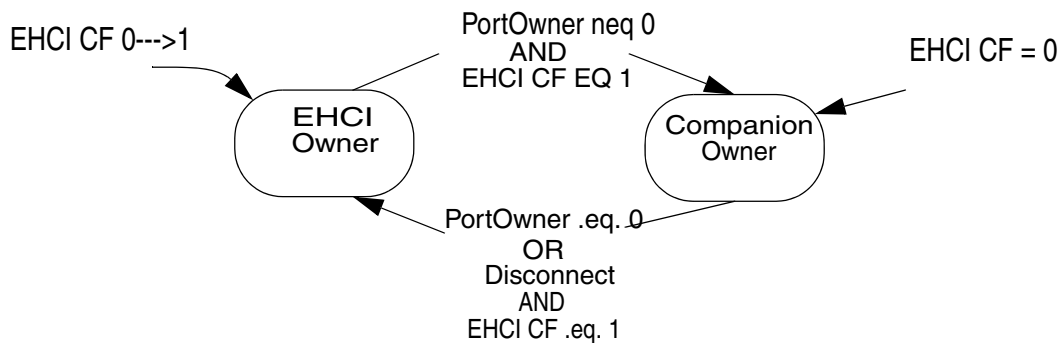 EHCI CF 0--->1
PortOwner neq 0
AND
EHCI CF EQ 1
EHCI CF = 0
EHCI
Owner
Companion
Owner
PortOwner .eq. 0
OR
Disconnect
AND
EHCI CF .eq. 1